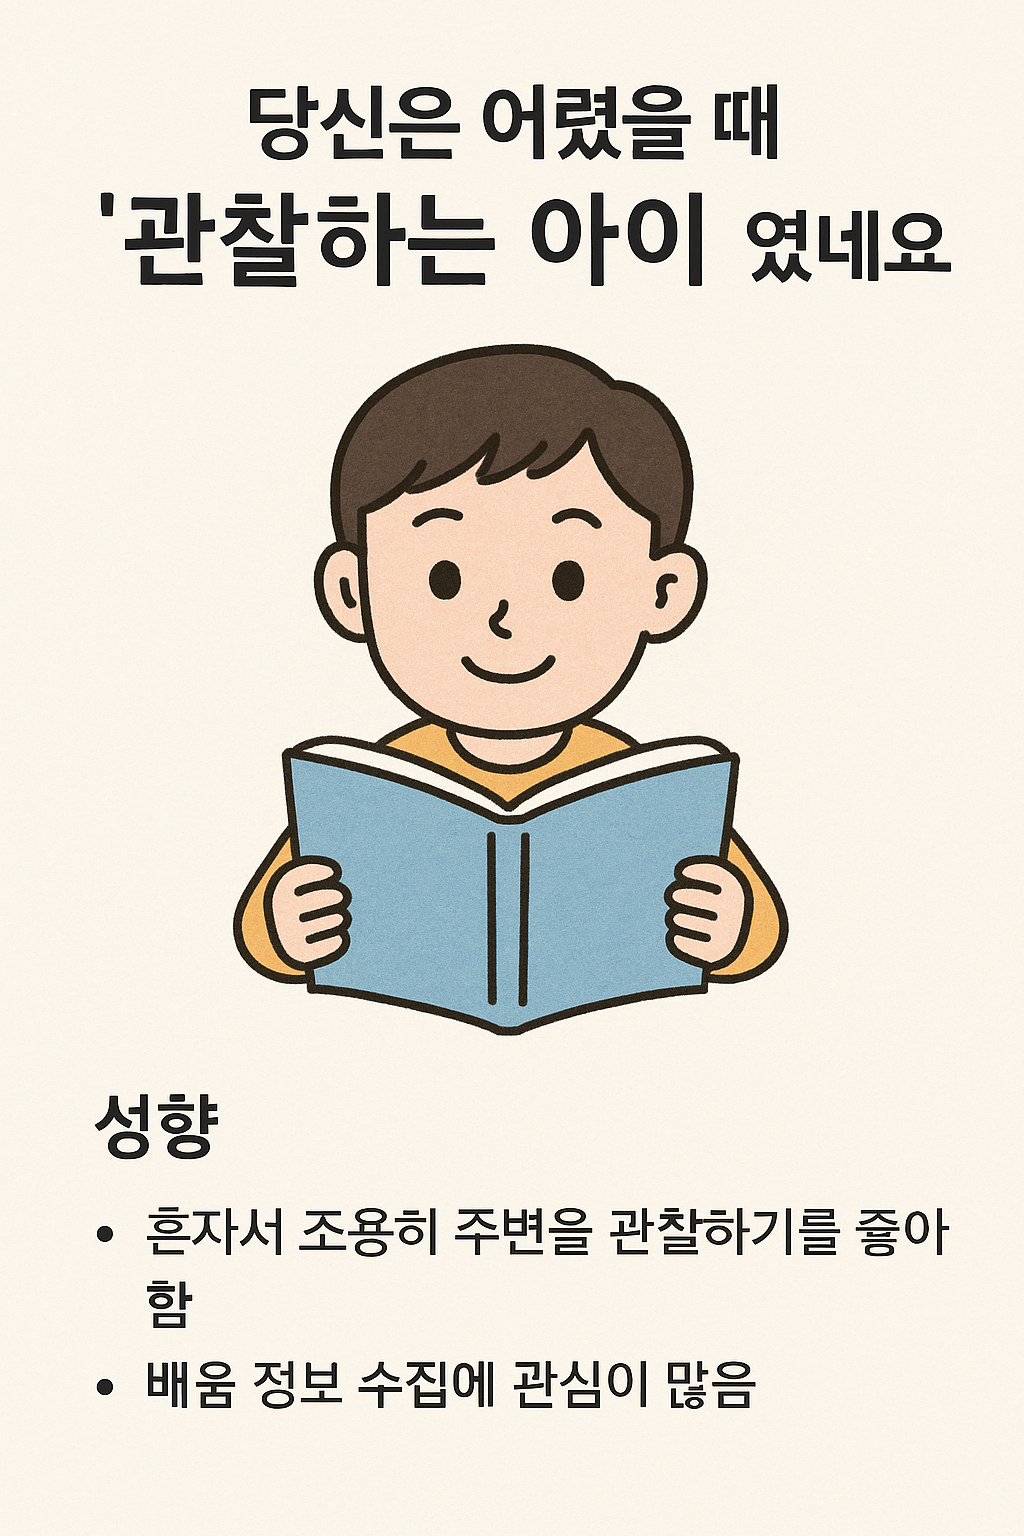 당신은 어렸을 때
'관찰하는 아이 였네요
성향
• 흔자서 조용히 주변을 관찰하기를 죻아
함
• 배움 정보 수집에 관심이 많음